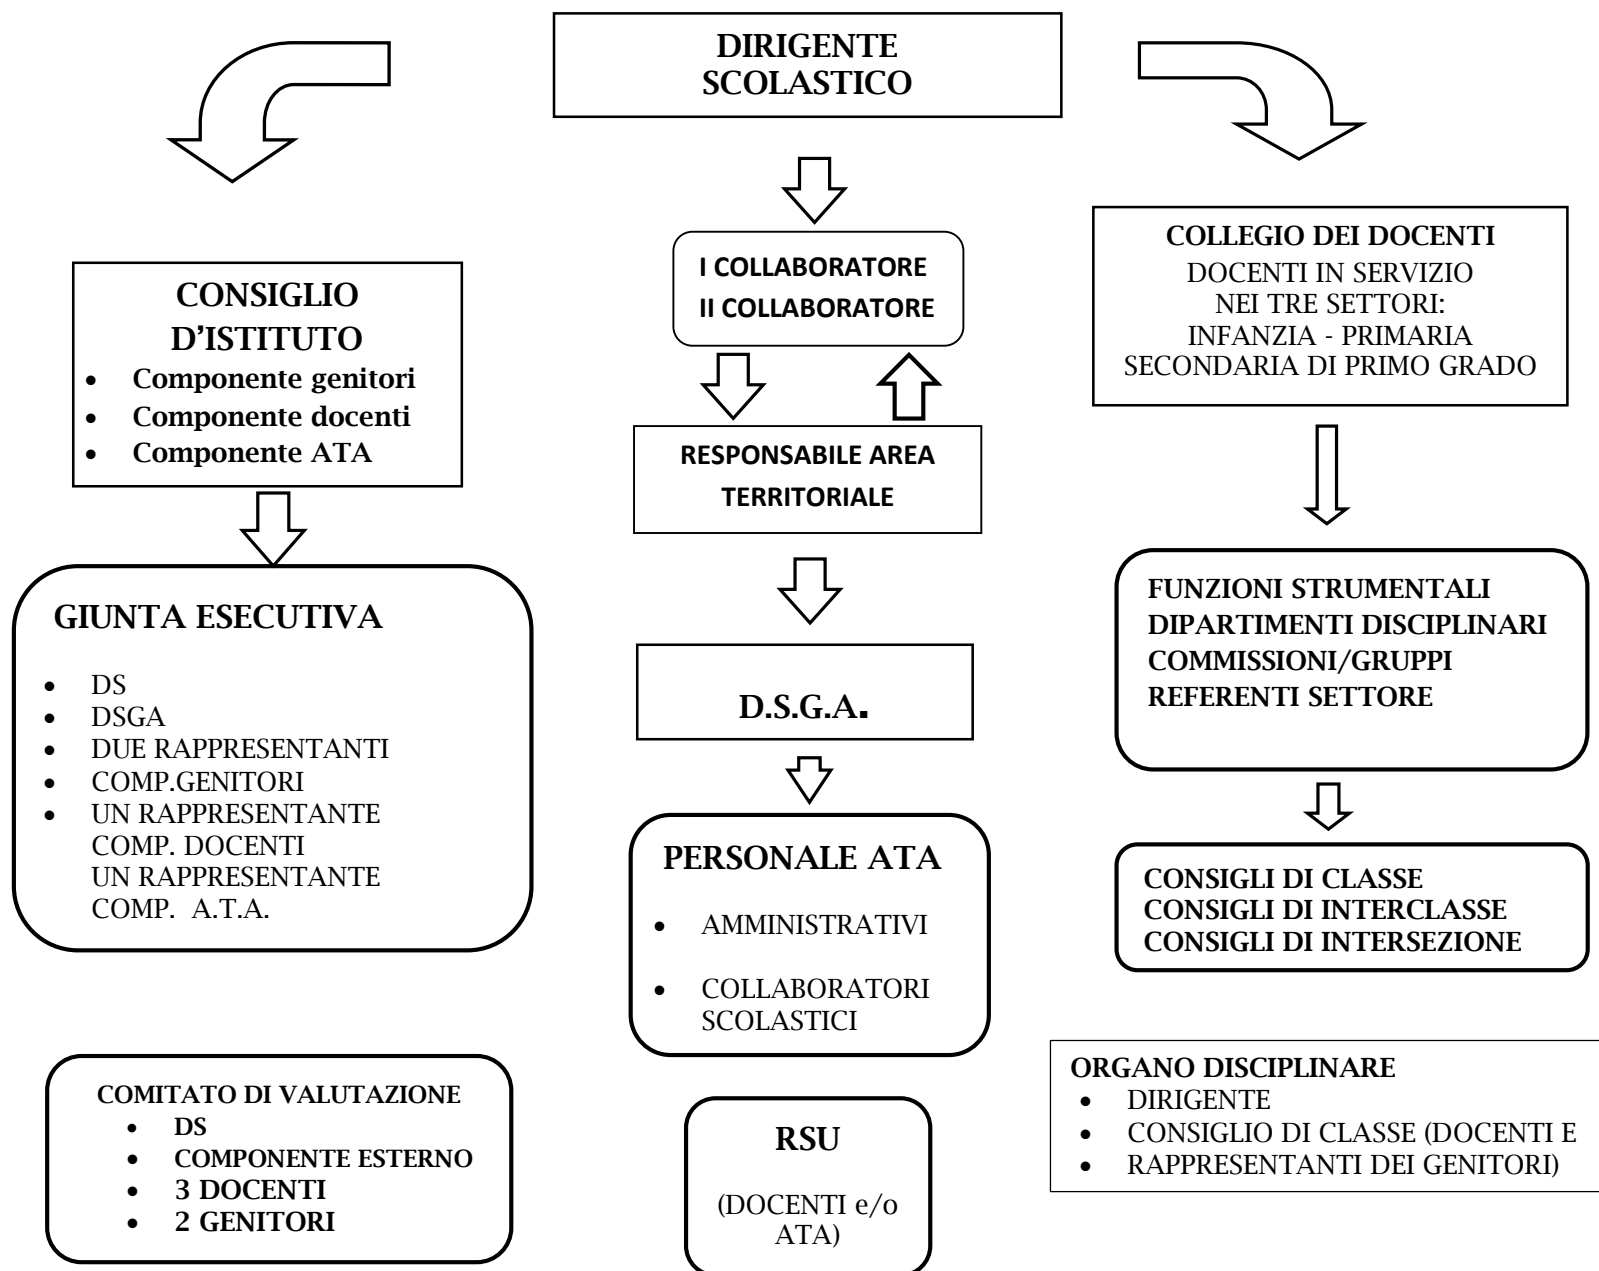 DIRIGENTE
SCOLASTICO
CONSIGLIO
D'ISTITUTO
• Componente genitori
• Componente docenti
• Componente ATA
GIUNTA ESECUTIVA
• DS
• DSGA
• DUE RAPPRESENTANTI
• COMP.GENITORI
• UN RAPPRESENTANTE
COMP. DOCENTI
UN RAPPRESENTANTE
COMP. A.T.A.
COMITATO DI VALUTAZIONE
• DS
• COMPONENTE ESTERNO
• 3 DOCENTI
• 2 GENITORI
I COLLABORATORE
II COLLABORATORE
RESPONSABILE AREA
TERRITORIALE
D.S.G.A.
PERSONALE ATA
• AMMINISTRATIVI
• COLLABORATORI
SCOLASTICI
RSU
(DOCENTI e/o
ATA)
COLLEGIO DEI DOCENTI
DOCENTI IN SERVIZIO
NEI TRE SETTORI:
INFANZIA - PRIMARIA
SECONDARIA DI PRIMO GRADO
FUNZIONI STRUMENTALI
DIPARTIMENTI DISCIPLINARI
COMMISSIONI/GRUPPI
REFERENTI SETTORE
CONSIGLI DI CLASSE
CONSIGLI DI INTERCLASSE
CONSIGLI DI INTERSEZIONE
ORGANO DISCIPLINARE
• DIRIGENTE
• CONSIGLIO DI CLASSE (DOCENTI E
• RAPPRESENTANTI DEI GENITORI)